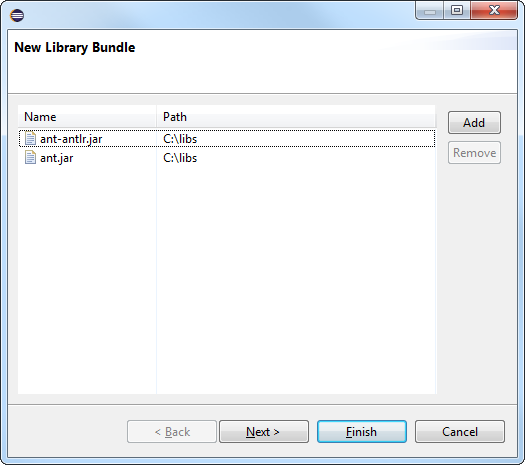 New Library Bundle
Name Path
ant-antlr.jar C:\libs
ant.jar C:\libs
Add
Remove
< Back Next > Finish Cancel